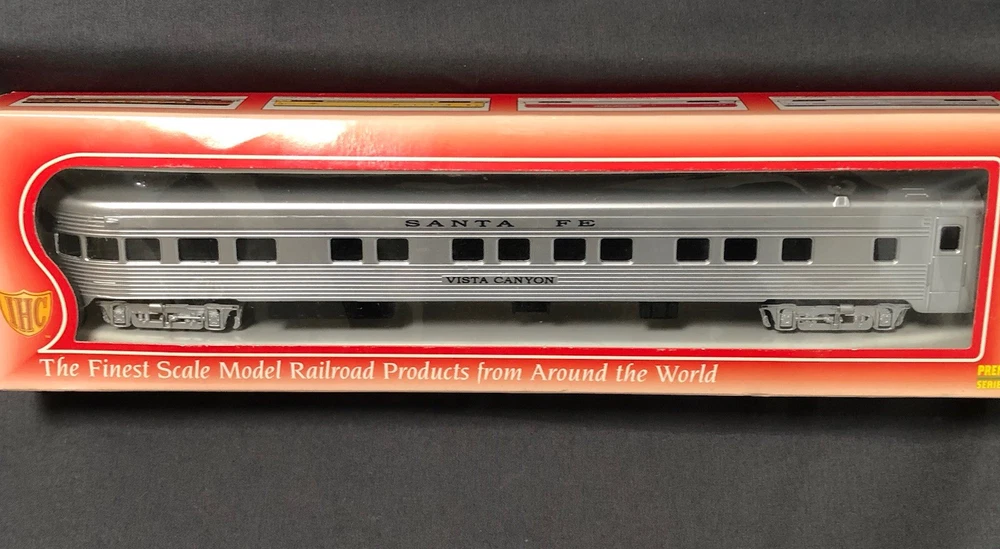 SANTA FE
VISTA CANYON
IHC
The Finest Scale Model Railroad Products from Around the World